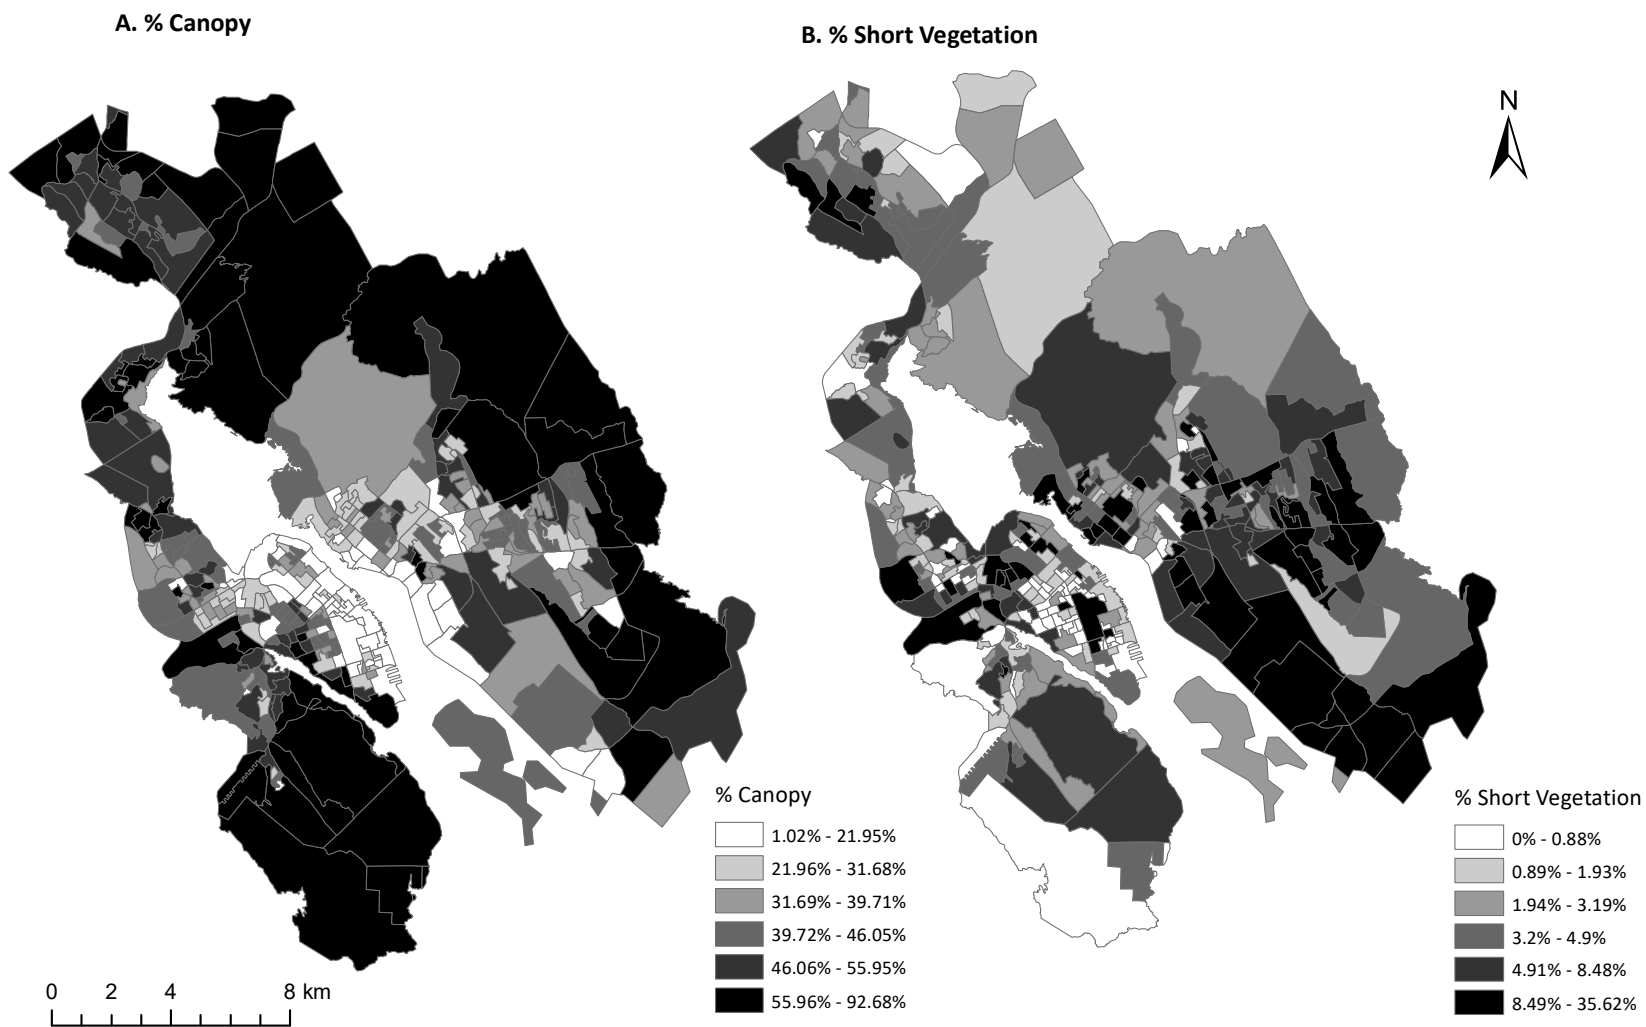 A. % Canopy
B. % Short Vegetation
N
% Canopy
1.02% - 21.95%
21.96% - 31.68%
31.69% - 39.71%
39.72% - 46.05%
46.06% - 55.95%
55.96% - 92.68%
% Short Vegetation
0% - 0.88%
0.89% - 1.93%
1.94% - 3.19%
3.2% - 4.9%
4.91% - 8.48%
8.49% - 35.62%
0 2 4 8 km